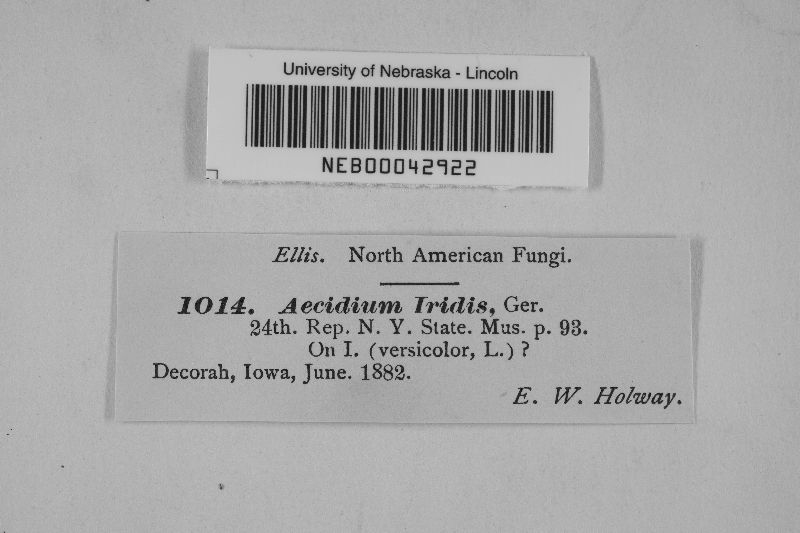 University of Nebraska - Lincoln
NEB00042922
Ellis. North American Fungi.
1014. Aecidium Iridis, Ger.
24th. Rep. N. Y. State. Mus. p. 93.
On I. (versicolor, L.) ?
Decorah, Iowa, June. 1882.
E. W. Holway.